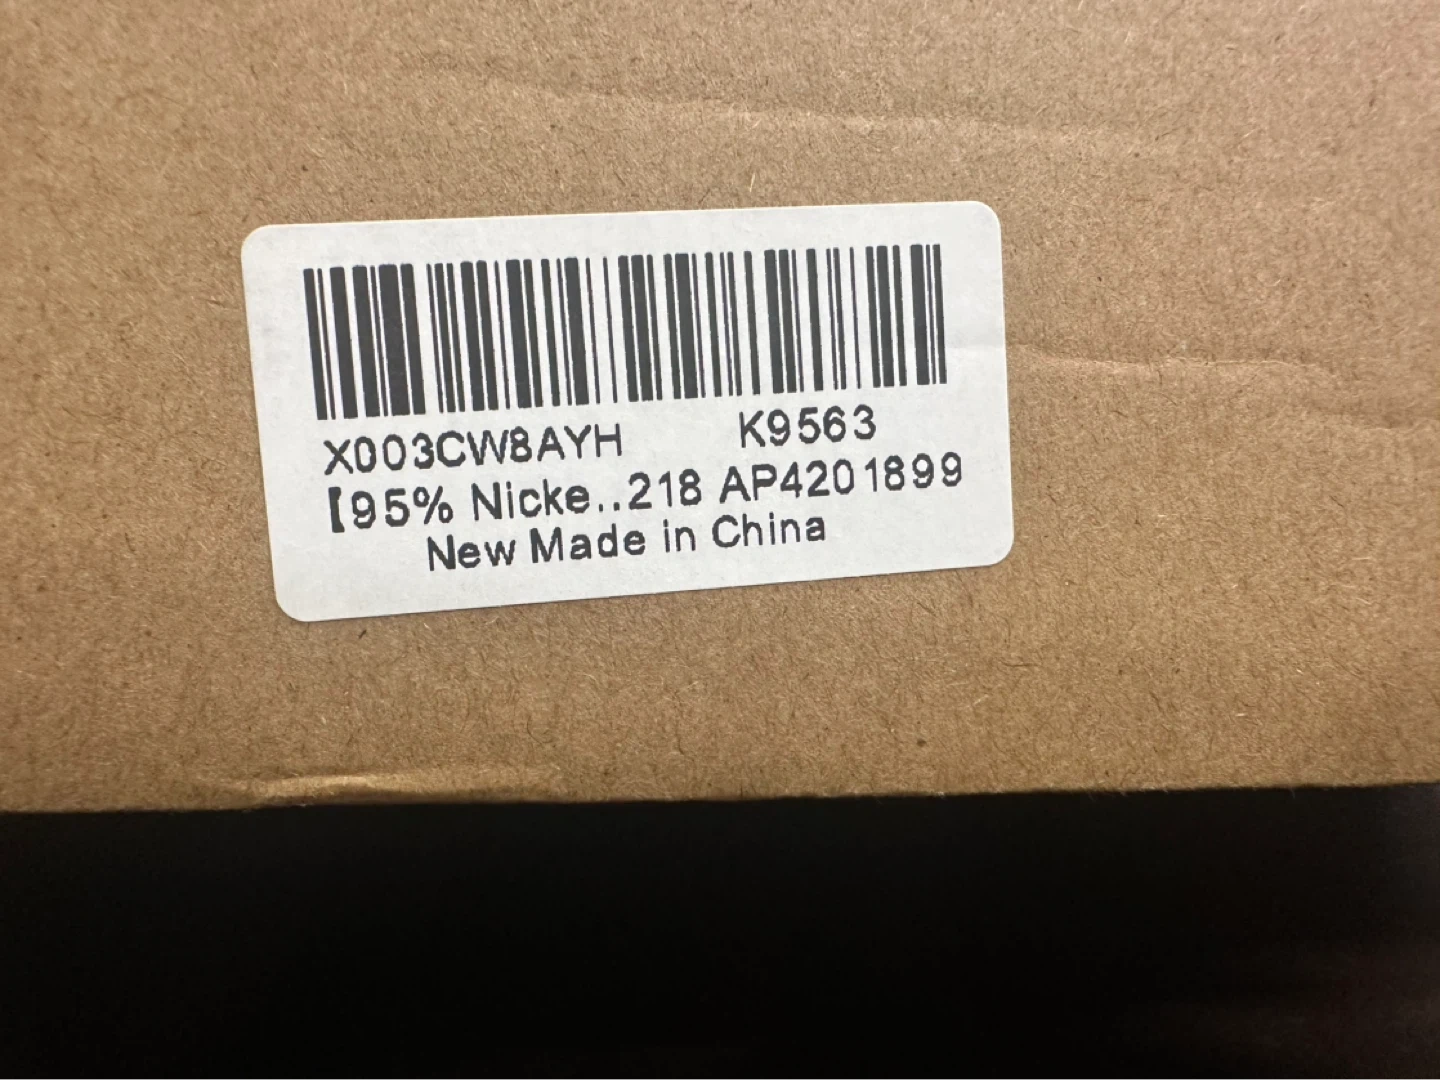 X003CW8AYH K9563
【95% Nicke..218 AP4201899
New Made in China